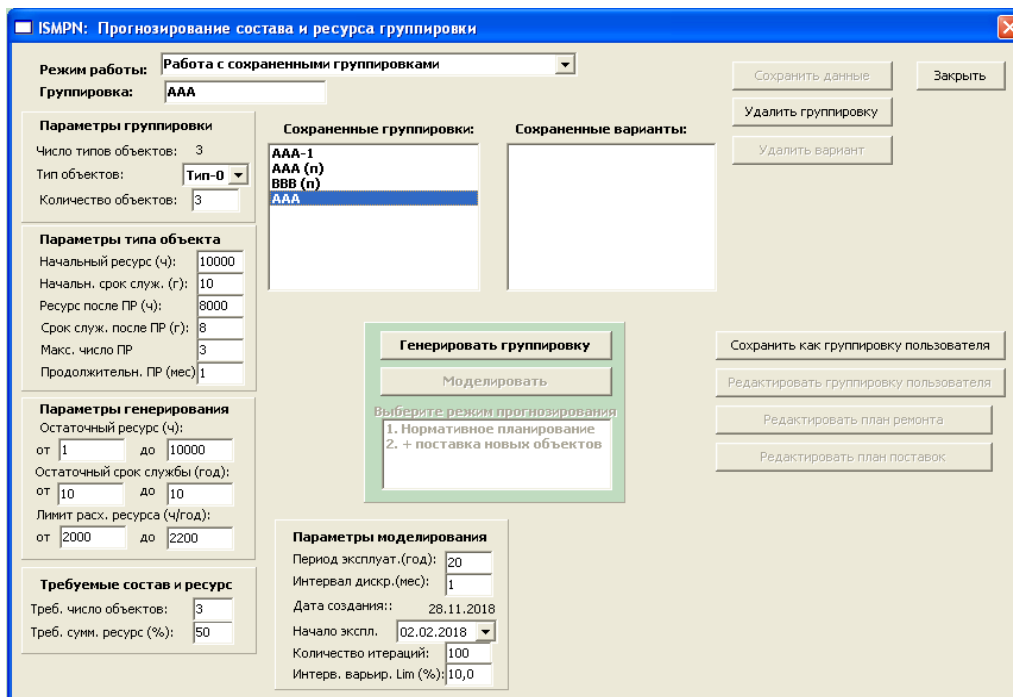 ISMPN: Прогнозирование состава и ресурса группировки
Режим работы: Работа с сохраненными группировками
Группировка: ААА
Сохранить данные
Закрыть
Удалить группировку
Удалить вариант
Параметры группировки
Число типов объектов: 3
Тип объектов: Тип-0
Количество объектов: 3
Сохраненные группировки:
ААА-1
ААА (п)
ВВВ (п)
ААА
Сохраненные варианты:
Параметры типа объекта
Начальный ресурс (ч): 10000
Начальн. срок служ. (г): 10
Ресурс после ПР (ч): 8000
Срок служ. после ПР (г): 8
Макс. число ПР 3
Продолжительн. ПР (мес) 1
Генерировать группировку
Моделировать
Выберите режим прогнозирования
1. Нормативное планирование
2. + поставка новых объектов
Сохранить как группировку пользователя
Редактировать группировку пользователя
Редактировать план ремонта
Редактировать план поставок
Параметры генерирования
Остаточный ресурс (ч):
от 1 до 10000
Остаточный срок службы (год):
от 10 до 10
Лимит расх. ресурса (ч/год):
от 2000 до 2200
Требуемые состав и ресурс
Треб. число объектов: 3
Треб. сумм. ресурс (%): 50
Параметры моделирования
Период эксплуат.(год): 20
Интервал дискр.(мес): 1
Дата создания:: 28.11.2018
Начало экспл. 02.02.2018
Количество итераций: 100
Интерв. варьир. Lim (%): 10,0